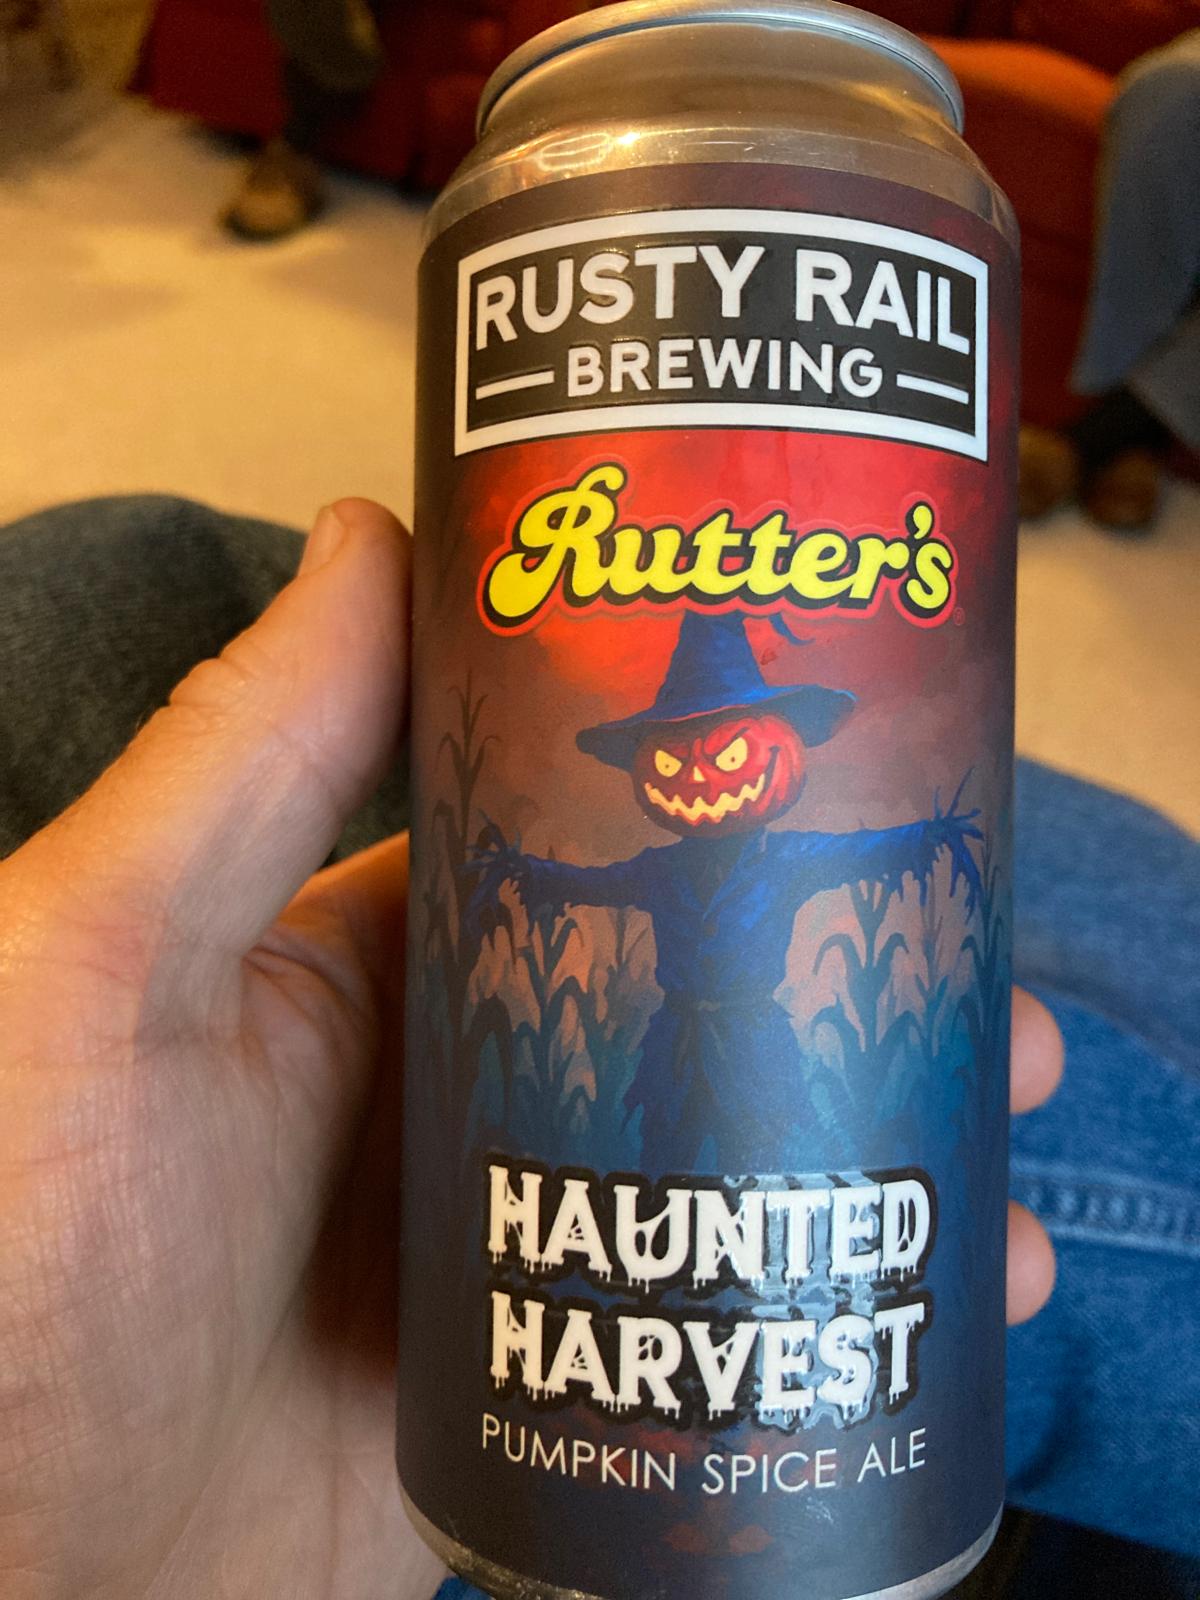 RUSTY RAIL
BREWING
Rutter's®
HAUNTED
HARVEST
PUMPKIN SPICE ALE